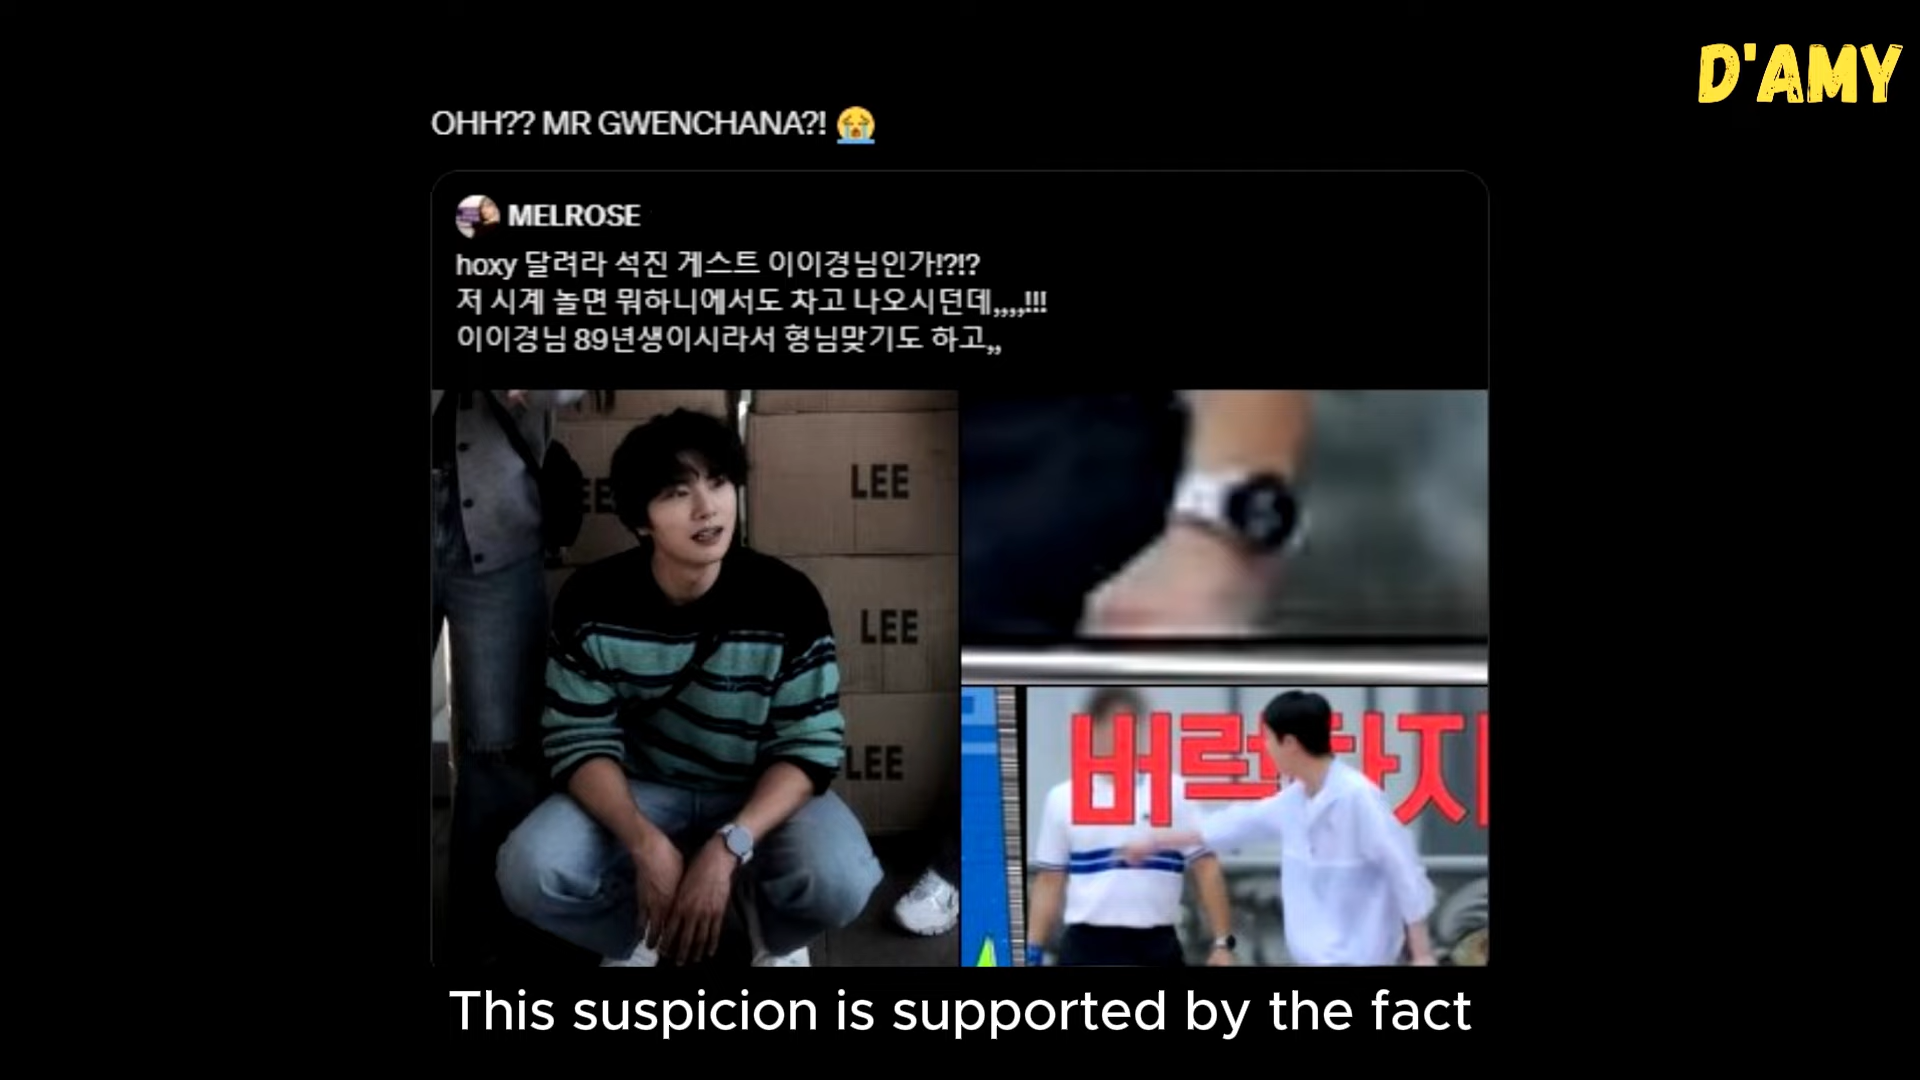 D'AMY
OHH?? MR GWENCHANA?! 😭
MELROSE
hoxy 달려라 석진 게스트 이이경님인가!?!?
저 시계 놀면 뭐하니에서도 차고 나오시던데,,,,!!!
이이경님 89년생이시라서 형님맞기도 하고,,
LEE
LEE
LEE
This suspicion is supported by the fact